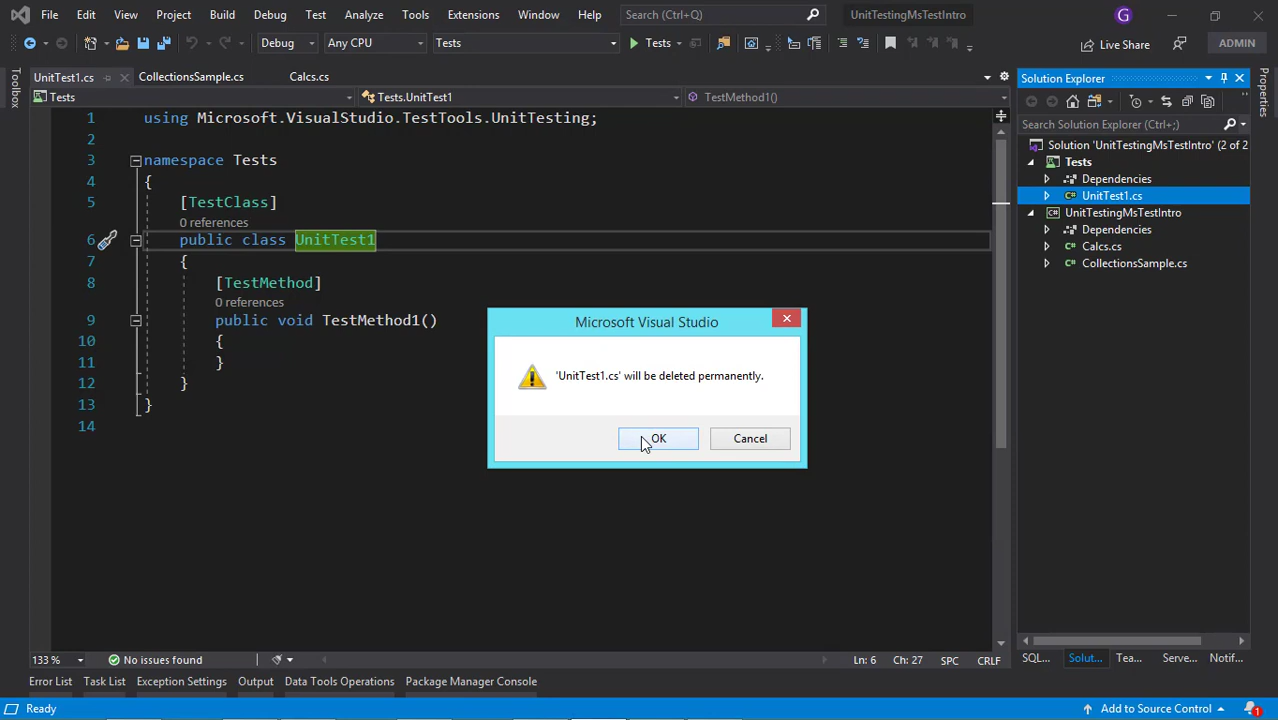 File Edit View Project Build Debug Test Analyze Tools Extensions Window Help Search (Ctrl+Q) UnitTestingMsTestIntro G
Debug Any CPU Tests Tests Live Share ADMIN
Toolbox
UnitTest1.cs CollectionsSample.cs Calcs.cs
Tests Tests.UnitTest1 TestMethod1()
1 using Microsoft.VisualStudio.TestTools.UnitTesting;
2
3 namespace Tests
4 {
5 [TestClass]
0 references
6 public class UnitTest1
7 {
8 [TestMethod]
0 references
9 public void TestMethod1()
10 {
11 }
12 }
13 }
14
Microsoft Visual Studio
'UnitTest1.cs' will be deleted permanently.
OK Cancel
Solution Explorer
Search Solution Explorer (Ctrl+;)
Solution 'UnitTestingMsTestIntro' (2 of 2
Tests
Dependencies
UnitTest1.cs
UnitTestingMsTestIntro
Dependencies
Calcs.cs
CollectionsSample.cs
Properties
133 % No issues found Ln: 6 Ch: 27 SPC CRLF
SQL... Solut... Tea... Serve... Notif...
Error List Task List Exception Settings Output Data Tools Operations Package Manager Console
Ready Add to Source Control 1